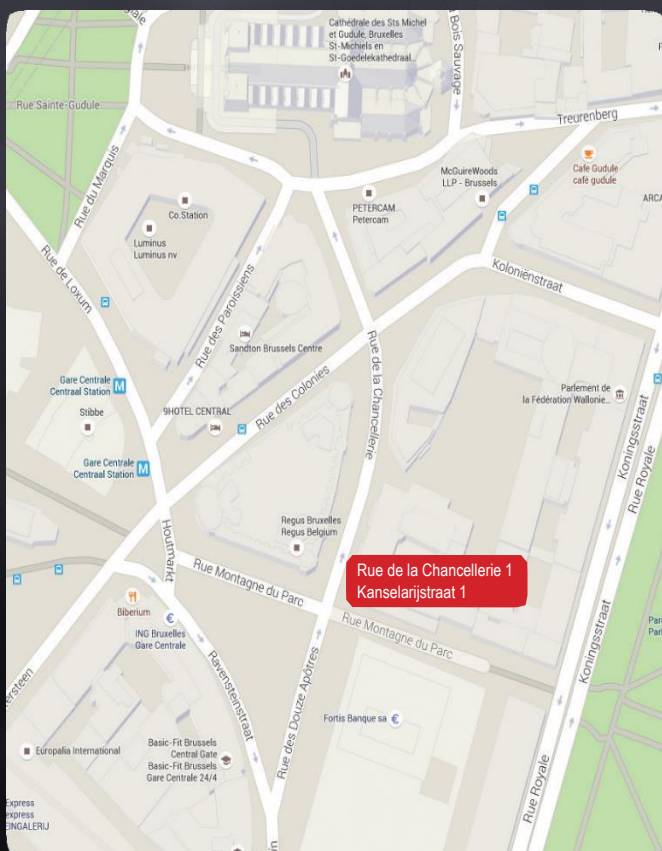 yale
Cathédrale des Sts Michel
et Gudule, Bruxelles
St-Michiels en
St-Goedelekathedraal...
Bois Sauvage
Rue Sainte-Gudule
Treurenberg
Rue du Marquis
McGuireWoods
LLP - Brussels
Cafe Gudule
café gudule
Co.Station
PETERCAM
Petercam
ARCA
Luminus
Luminus nv
Rue de Loxum
Koloniënstraat
Rue des Paroissiens
Sandton Brussels Centre
Rue de la Chancellerie
Rue des Colonies
Gare Centrale
Centraal Station
M
Stibbe
9HOTEL CENTRAL
Parlement de
la Fédération Wallonie...
Koningsstraat
Rue Royale
Gare Centrale
Centraal Station
M
Regus Bruxelles
Regus Belgium
Houtmarkt
Rue de la Chancellerie 1
Kanselarijstraat 1
Rue Montagne du Parc
Rue Montagne du Parc
Biberium
€
ING Bruxelles
Gare Centrale
Parc
Parl
Koningsstraat
Ravensteinstraat
Rue des Douze Apôtres
tersteen
Fortis Banque sa €
Europalia International
Basic-Fit Brussels
Central Gate
Basic-Fit Brussels
Gare Centrale 24/4
Rue Royale
Express
express
EINGALERIJ